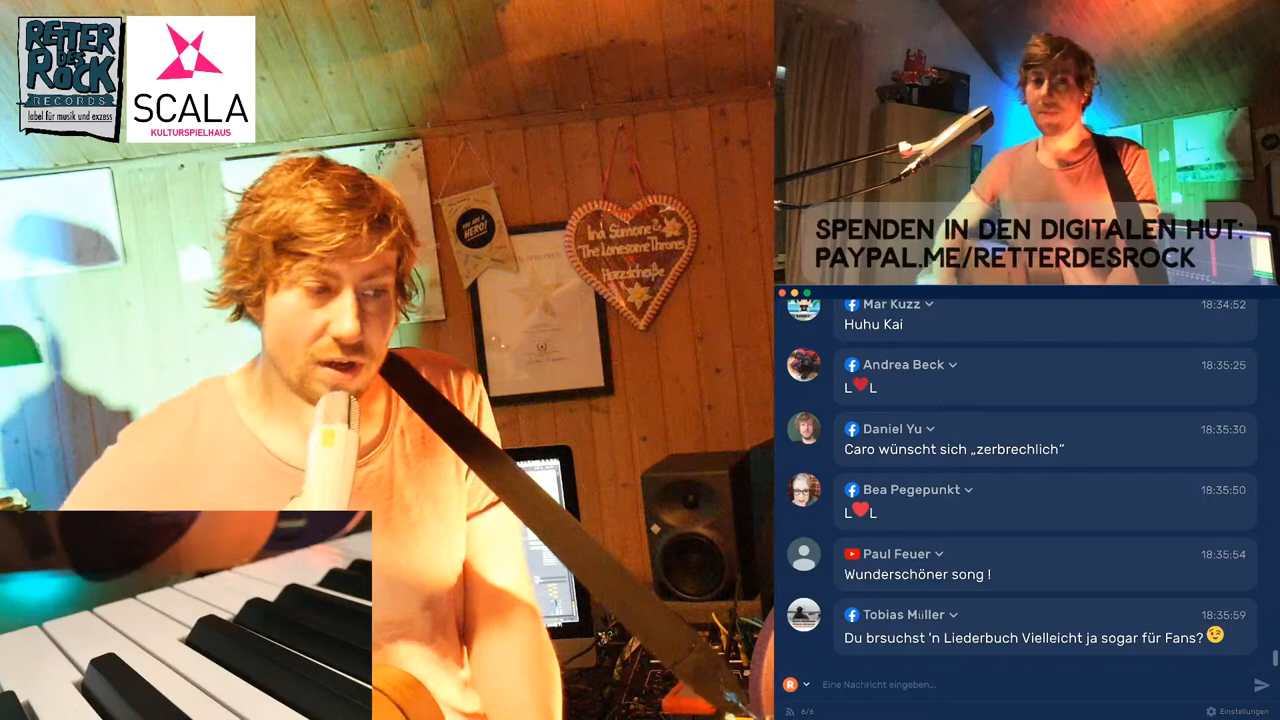 RETTER
DES
ROCK
RECORDS
label für musik und exzess
SCALA
KULTURSPIELHAUS
YOU ARE A
HERO!
Ina Simone &
The Lonesome Thrones
Harzscheiße
SPENDEN IN DEN DIGITALEN HUT:
PAYPAL.ME/RETTERDESROCK
Mar Kuzz
18:34:52
Huhu Kai
Andrea Beck
18:35:25
L❤L
Daniel Yu
18:35:30
Caro wünscht sich „zerbrechlich“
Bea Pegepunkt
18:35:50
L❤L
Paul Feuer
18:35:54
Wunderschöner song !
Tobias Müller
18:35:59
Du brsuchst 'n Liederbuch Vielleicht ja sogar für Fans? 😉
R
Eine Nachricht eingeben...
6/6
Einstellungen